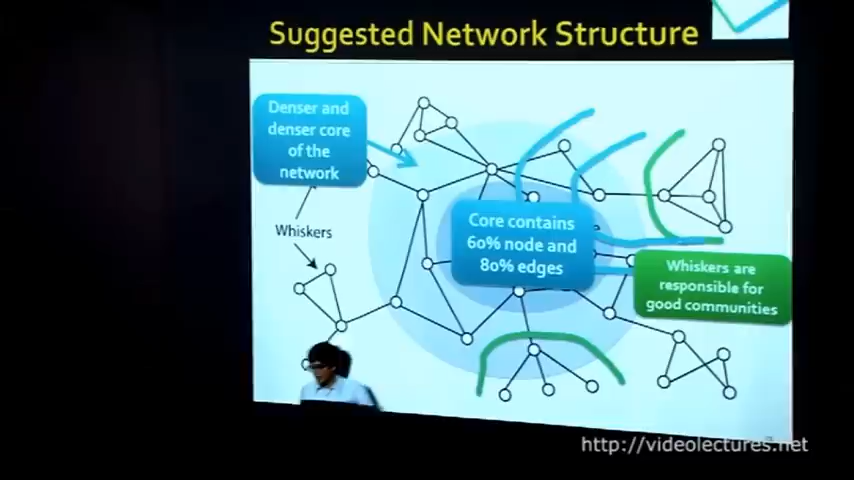 Suggested Network Structure
Denser and
denser core
of the
network
Whiskers
Core contains
60% node and
80% edges
Whiskers are
responsible for
good communities
http://videolectures.net